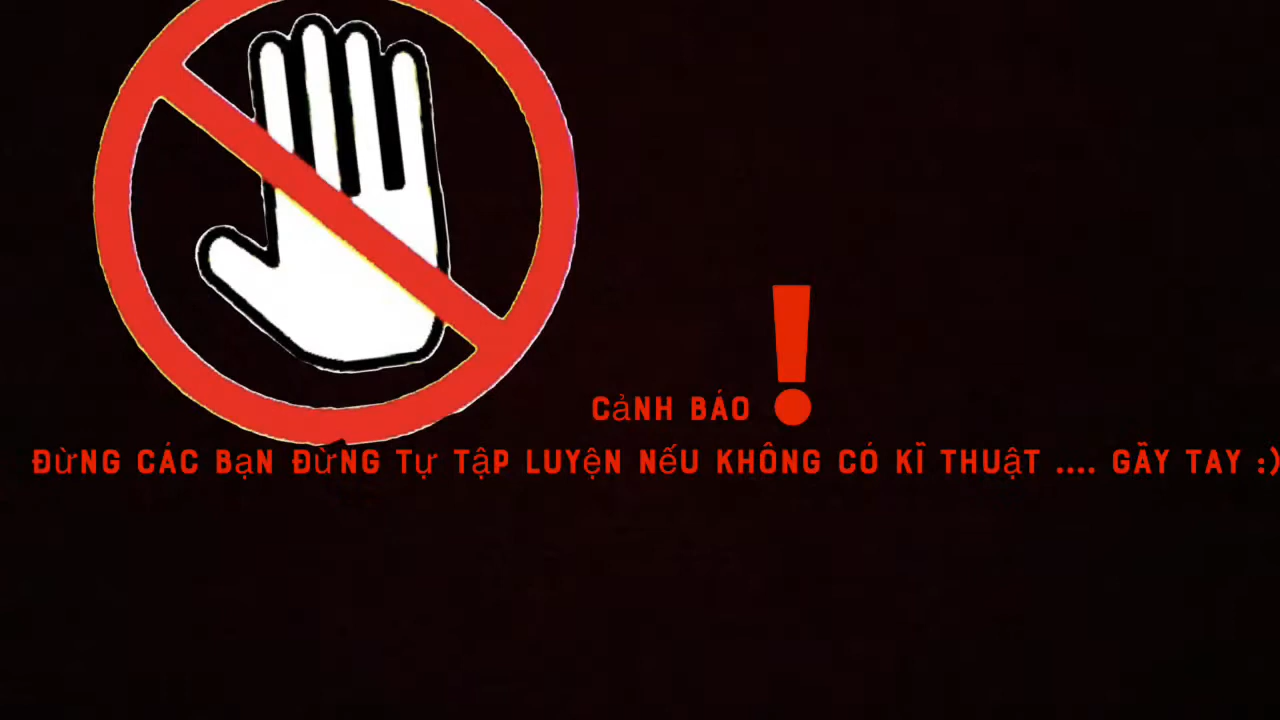 CẢNH BÁO !
ĐỪNG CÁC BẠN ĐỪNG TỰ TẬP LUYỆN NẾU KHÔNG CÓ KĨ THUẬT .... GÃY TAY :)